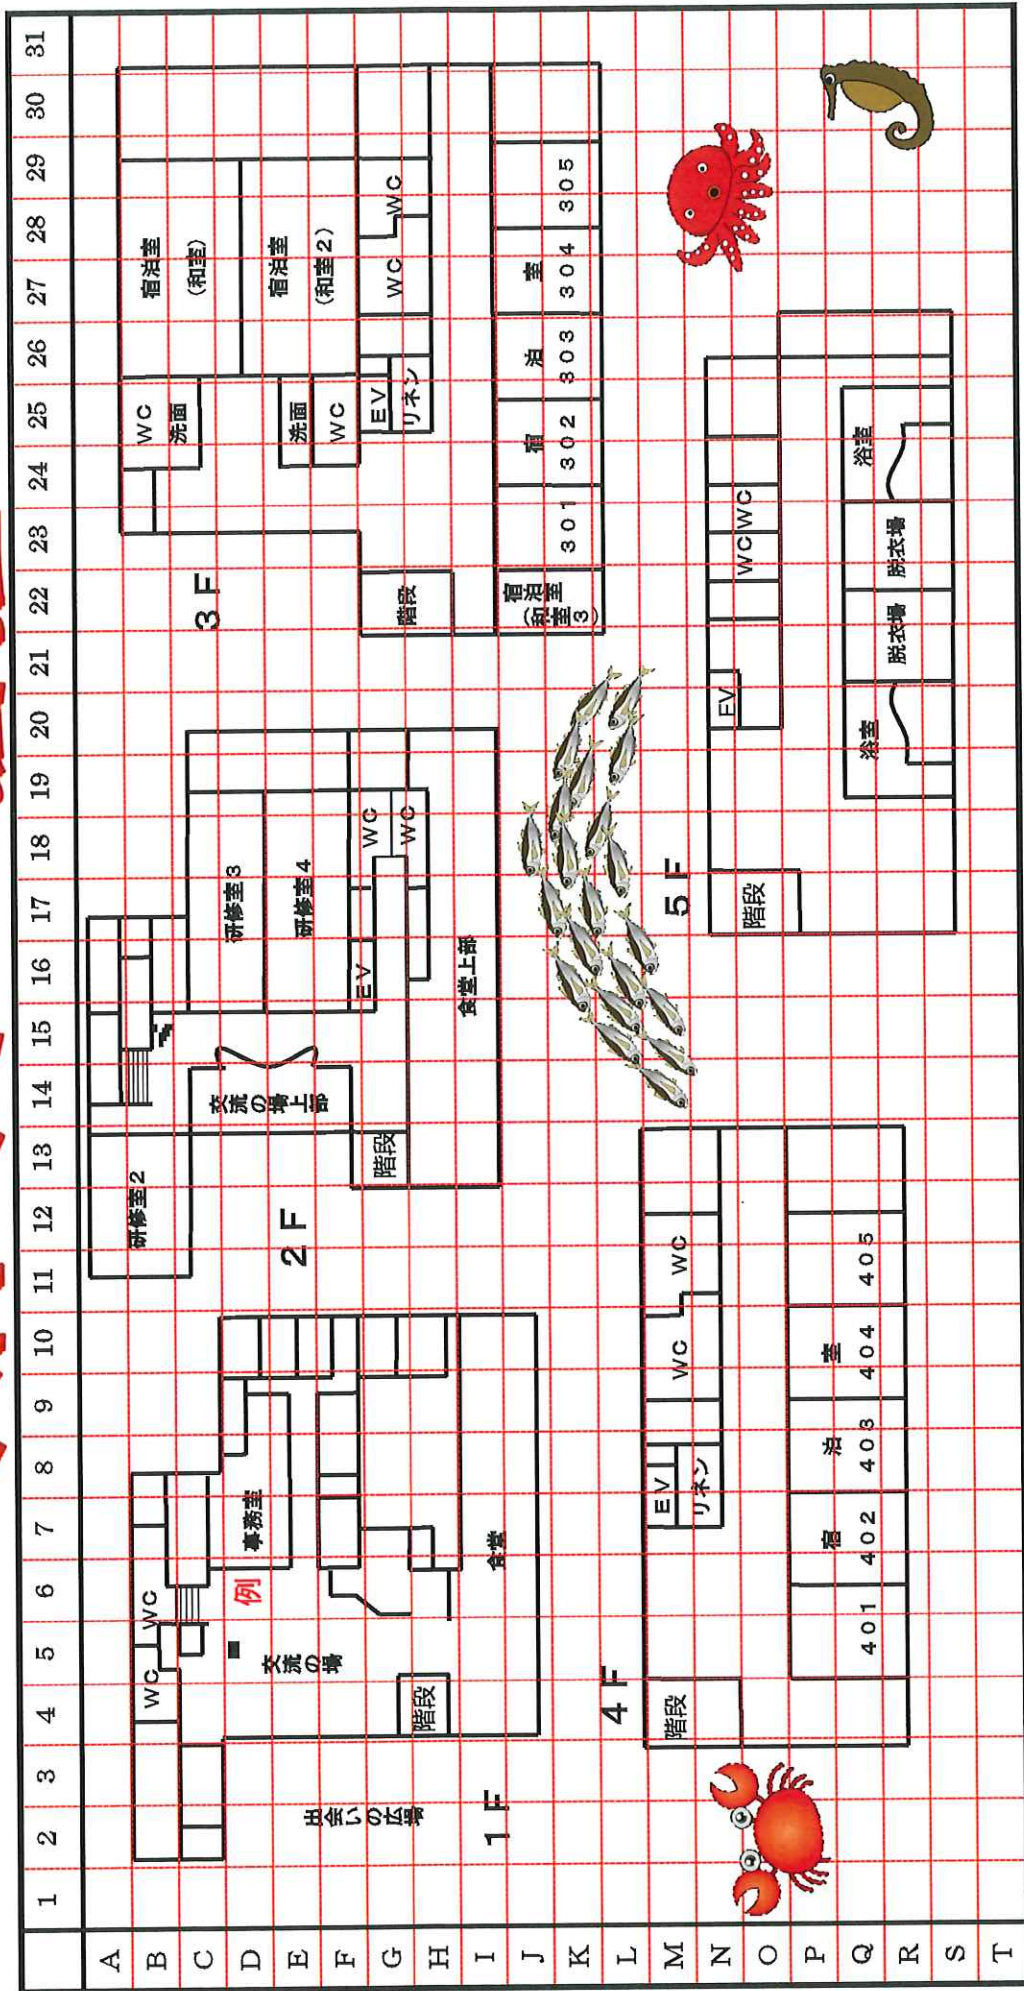 1 2 3 4 5 6 7 8 9 10 11 12 13 14 15 16 17 18 19 20 21 22 23 24 25 26 27 28 29 30 31
A
B
C
D
E
F
G
H
I
J
K
L
M
N
O
P
Q
R
S
T
1F
WC
WC
事務室
例
交流の場
階段
食堂
出会いの広場
2F
研修室2
交流の場上部
研修室3
研修室4
階段
EV
WC
WC
食堂上部
3F
WC
洗面
宿泊室
(和室)
洗面
WC
宿泊室
(和室2)
階段
EV
リネン
WC
WC
宿泊室
(和室3)
宿 泊 室
301 302 303 304 305
4F
階段
EV
リネン
WC
WC
宿 泊 室
401 402 403 404 405
5F
階段
EV
WC
WC
浴室
脱衣場
脱衣場
浴室